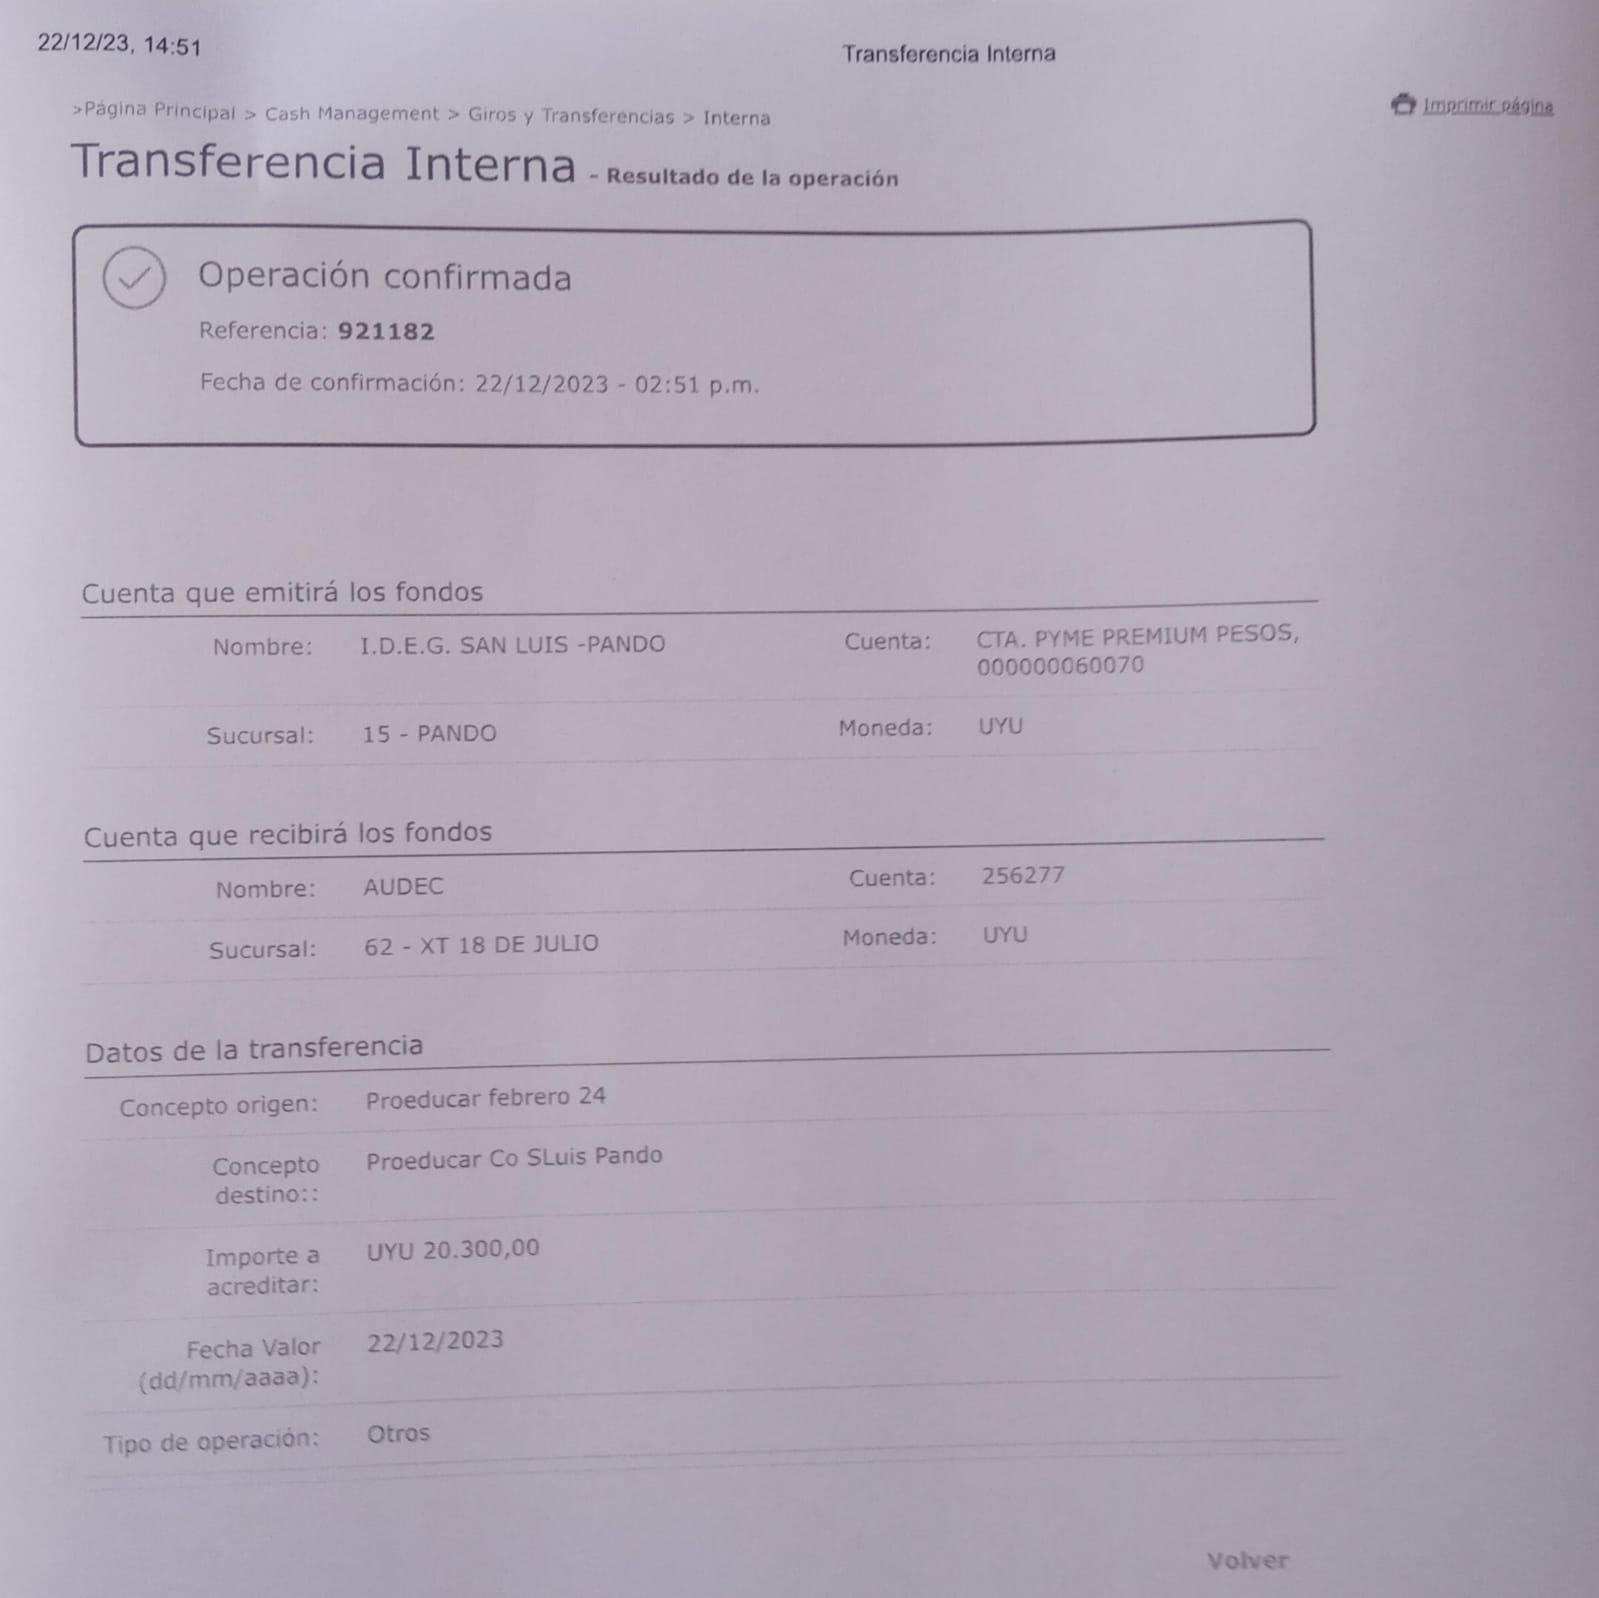 22/12/23, 14:51
Transferencia Interna
>Página Principal > Cash Management > Giros y Transferencias > Interna
Imprimir página
Transferencia Interna - Resultado de la operación
Operación confirmada
Referencia: 921182
Fecha de confirmación: 22/12/2023 - 02:51 p.m.
Cuenta que emitirá los fondos
Nombre: I.D.E.G. SAN LUIS -PANDO Cuenta: CTA. PYME PREMIUM PESOS,
000000060070
Sucursal: 15 - PANDO Moneda: UYU
Cuenta que recibirá los fondos
Nombre: AUDEC Cuenta: 256277
Sucursal: 62 - XT 18 DE JULIO Moneda: UYU
Datos de la transferencia
Concepto origen: Proeducar febrero 24
Concepto Proeducar Co SLuis Pando
destino::
Importe a UYU 20.300,00
acreditar:
Fecha Valor 22/12/2023
(dd/mm/aaaa):
Tipo de operación: Otros
Volver